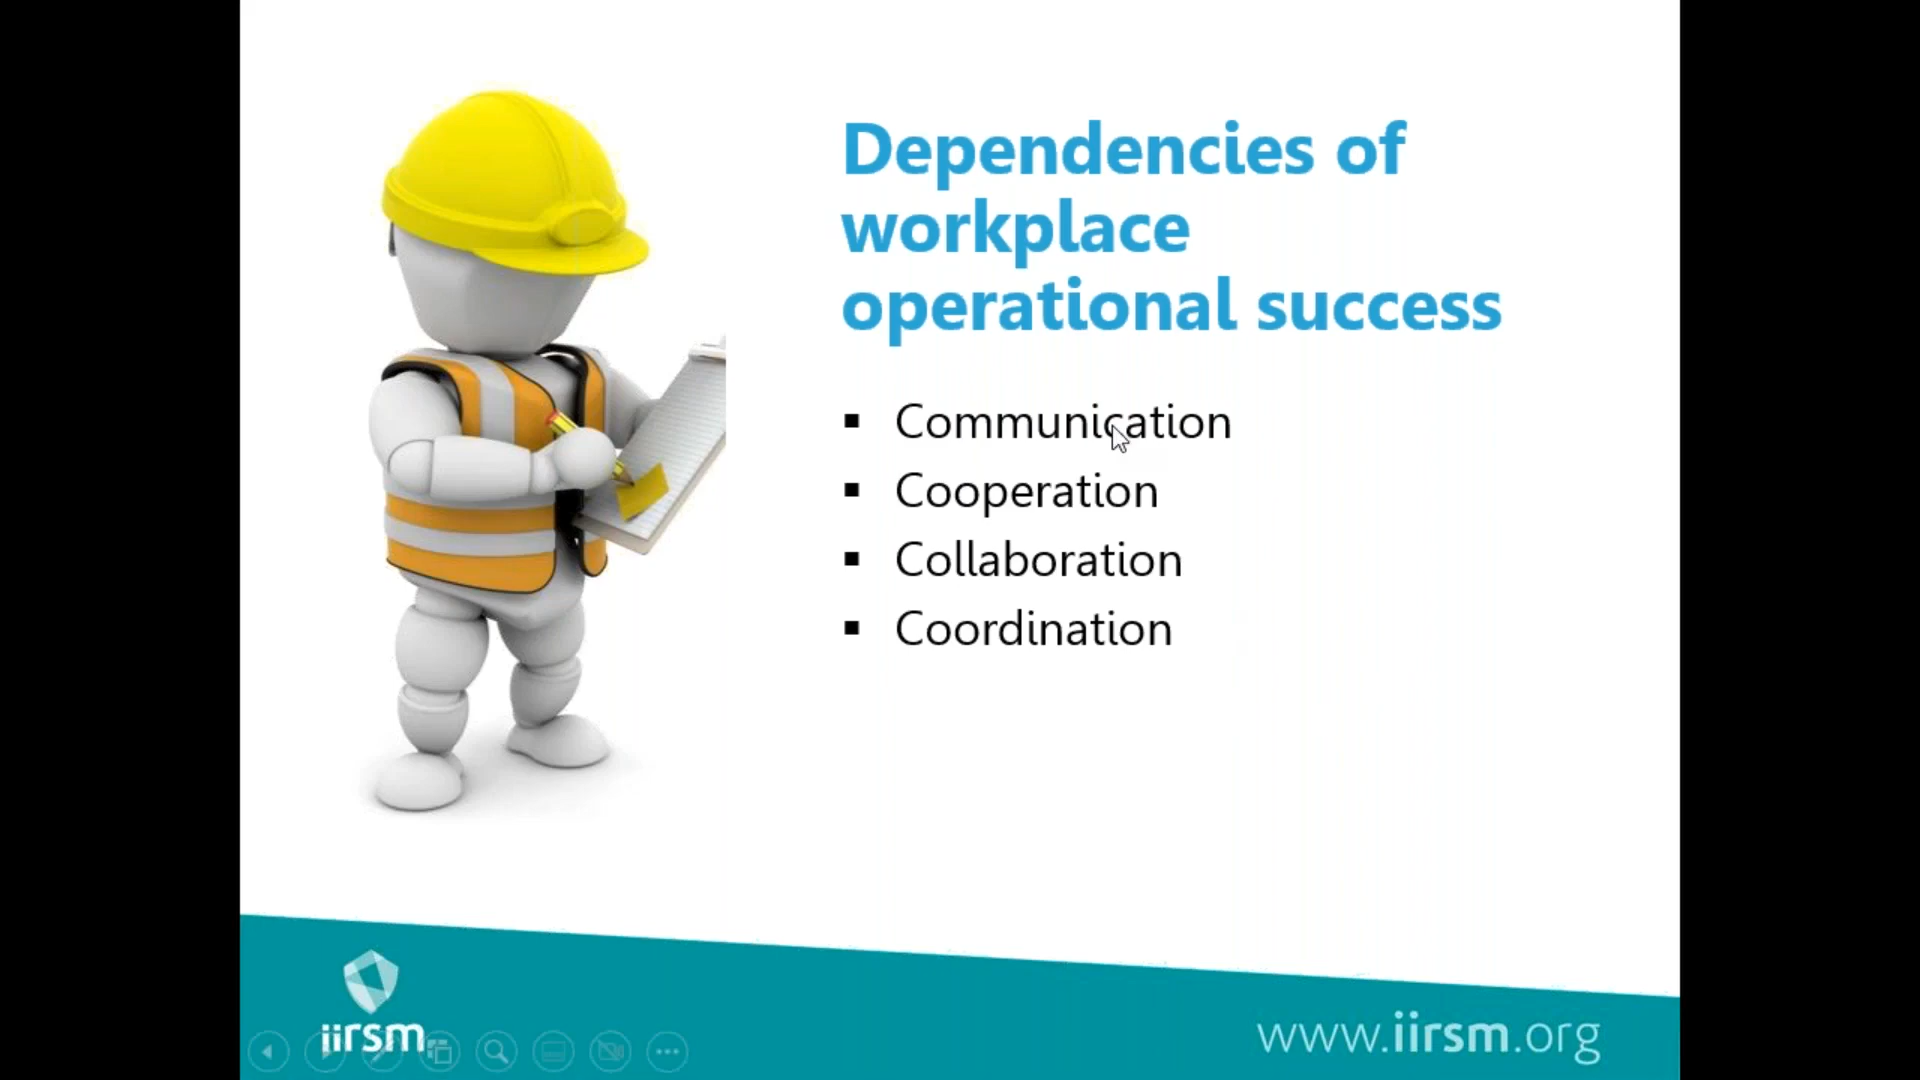 Dependencies of
workplace
operational success
▪ Communication
▪ Cooperation
▪ Collaboration
▪ Coordination
iirsm
www.iirsm.org